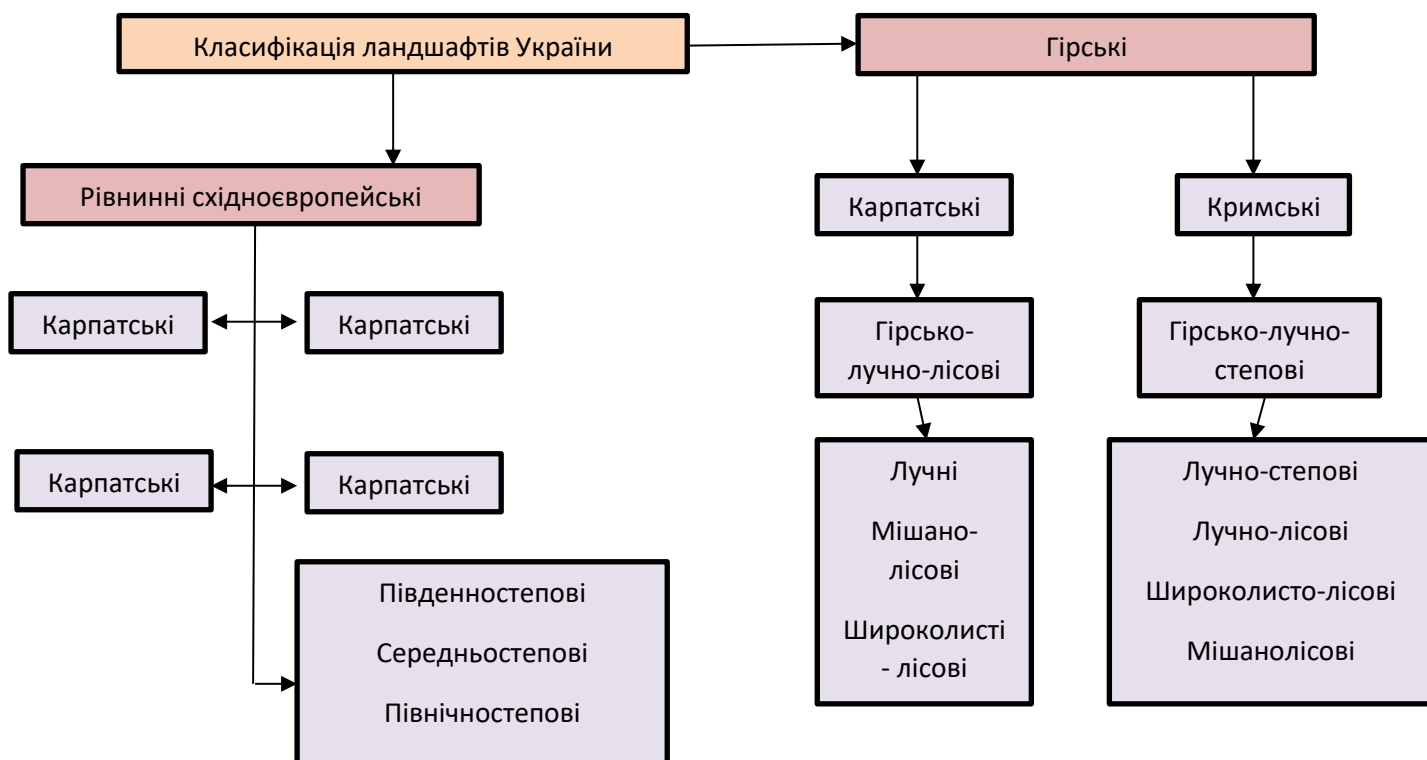 Класифікація ландшафтів України
Гірські
Рівнинні східноєвропейські
Карпатські
Кримські
Карпатські
Карпатські
Гірсько-
лучно-лісові
Гірсько-лучно-
степові
Карпатські
Карпатські
Лучні
Мішано-
лісові
Широколисті
- лісові
Лучно-степові
Лучно-лісові
Широколисто-лісові
Мішанолісові
Південностепові
Середньостепові
Північностепові